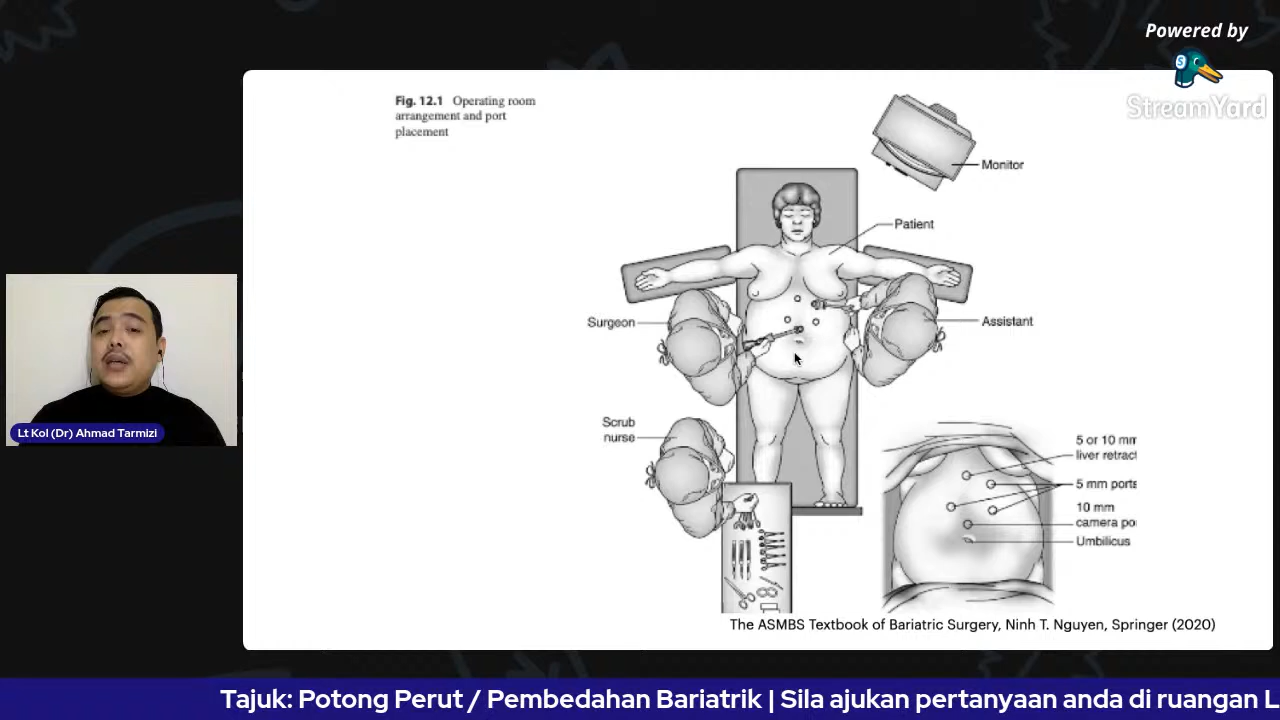 Powered by
StreamYard
Fig. 12.1 Operating room
arrangement and port
placement
Monitor
Patient
Surgeon
Assistant
Scrub
nurse
5 or 10 mm
liver retract
5 mm ports
10 mm
camera po
Umbilicus
The ASMBS Textbook of Bariatric Surgery, Ninh T. Nguyen, Springer (2020)
Lt Kol (Dr) Ahmad Tarmizi
Tajuk: Potong Perut / Pembedahan Bariatrik | Sila ajukan pertanyaan anda di ruangan L